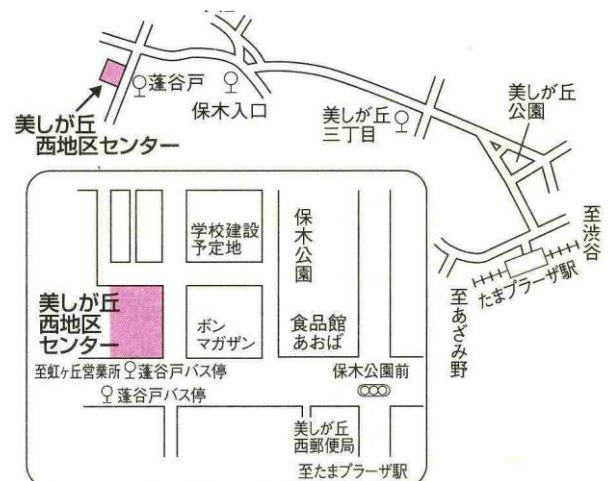 蓬谷戸
保木入口
美しが丘
西地区センター
美しが丘
三丁目
美しが丘
公園
至渋谷
たまプラーザ駅
至あざみ野
学校建設
予定地
保木公園
美しが丘
西地区
センター
ボン
マガザン
食品館
あおば
至虹ヶ丘営業所
蓬谷戸バス停
保木公園前
蓬谷戸バス停
美しが丘
西郵便局
至たまプラーザ駅